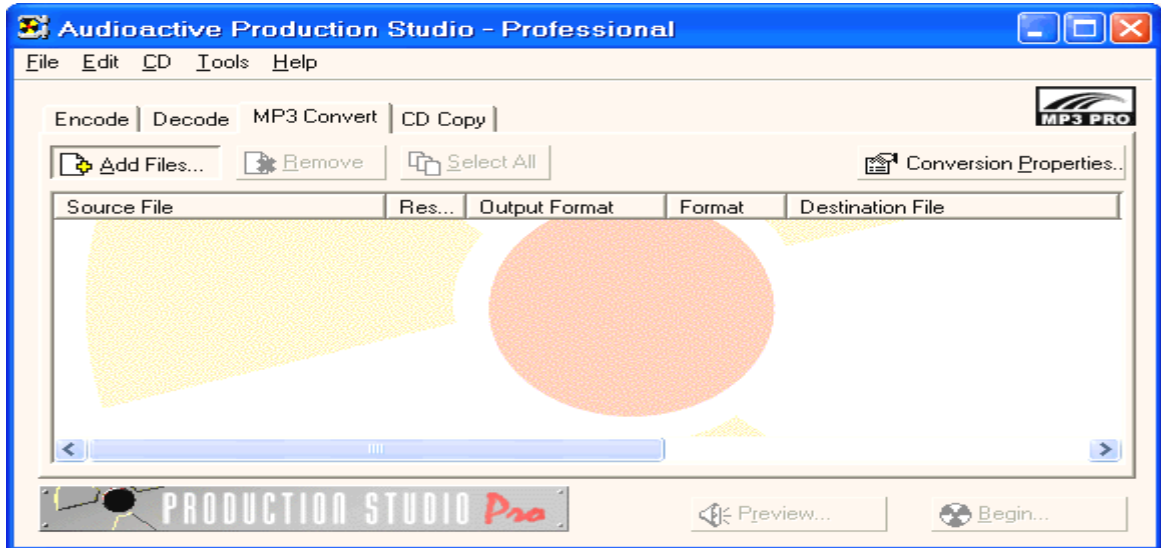 Audioactive Production Studio - Professional
File Edit CD Tools Help
MP3 PRO
Encode Decode MP3 Convert CD Copy
Add Files... Remove Select All Conversion Properties..
Source File Res... Output Format Format Destination File
PRODUCTION STUDIO Pro Preview... Begin...